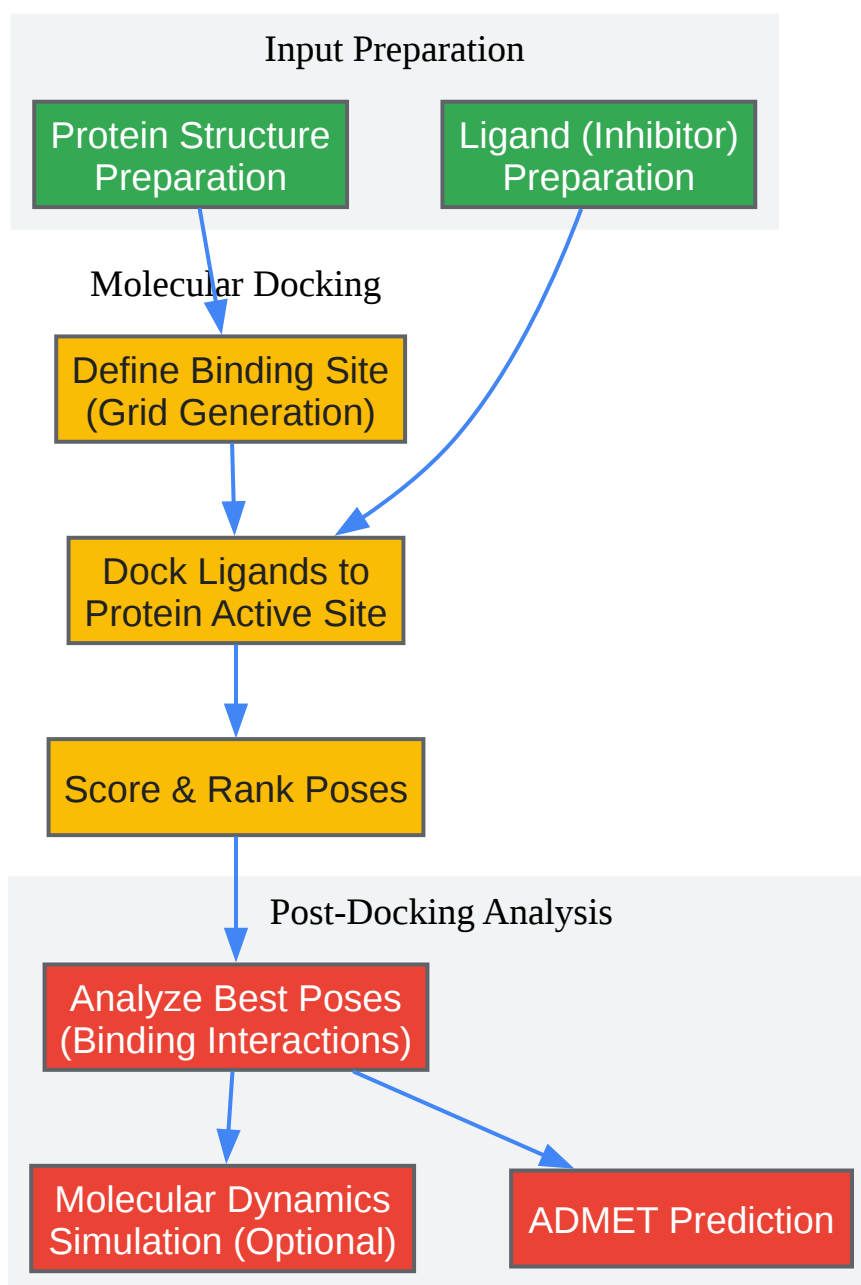 Input Preparation
Protein Structure
Preparation
Ligand (Inhibitor)
Preparation
Molecular Docking
Define Binding Site
(Grid Generation)
Dock Ligands to
Protein Active Site
Score & Rank Poses
Post-Docking Analysis
Analyze Best Poses
(Binding Interactions)
Molecular Dynamics
Simulation (Optional)
ADMET Prediction